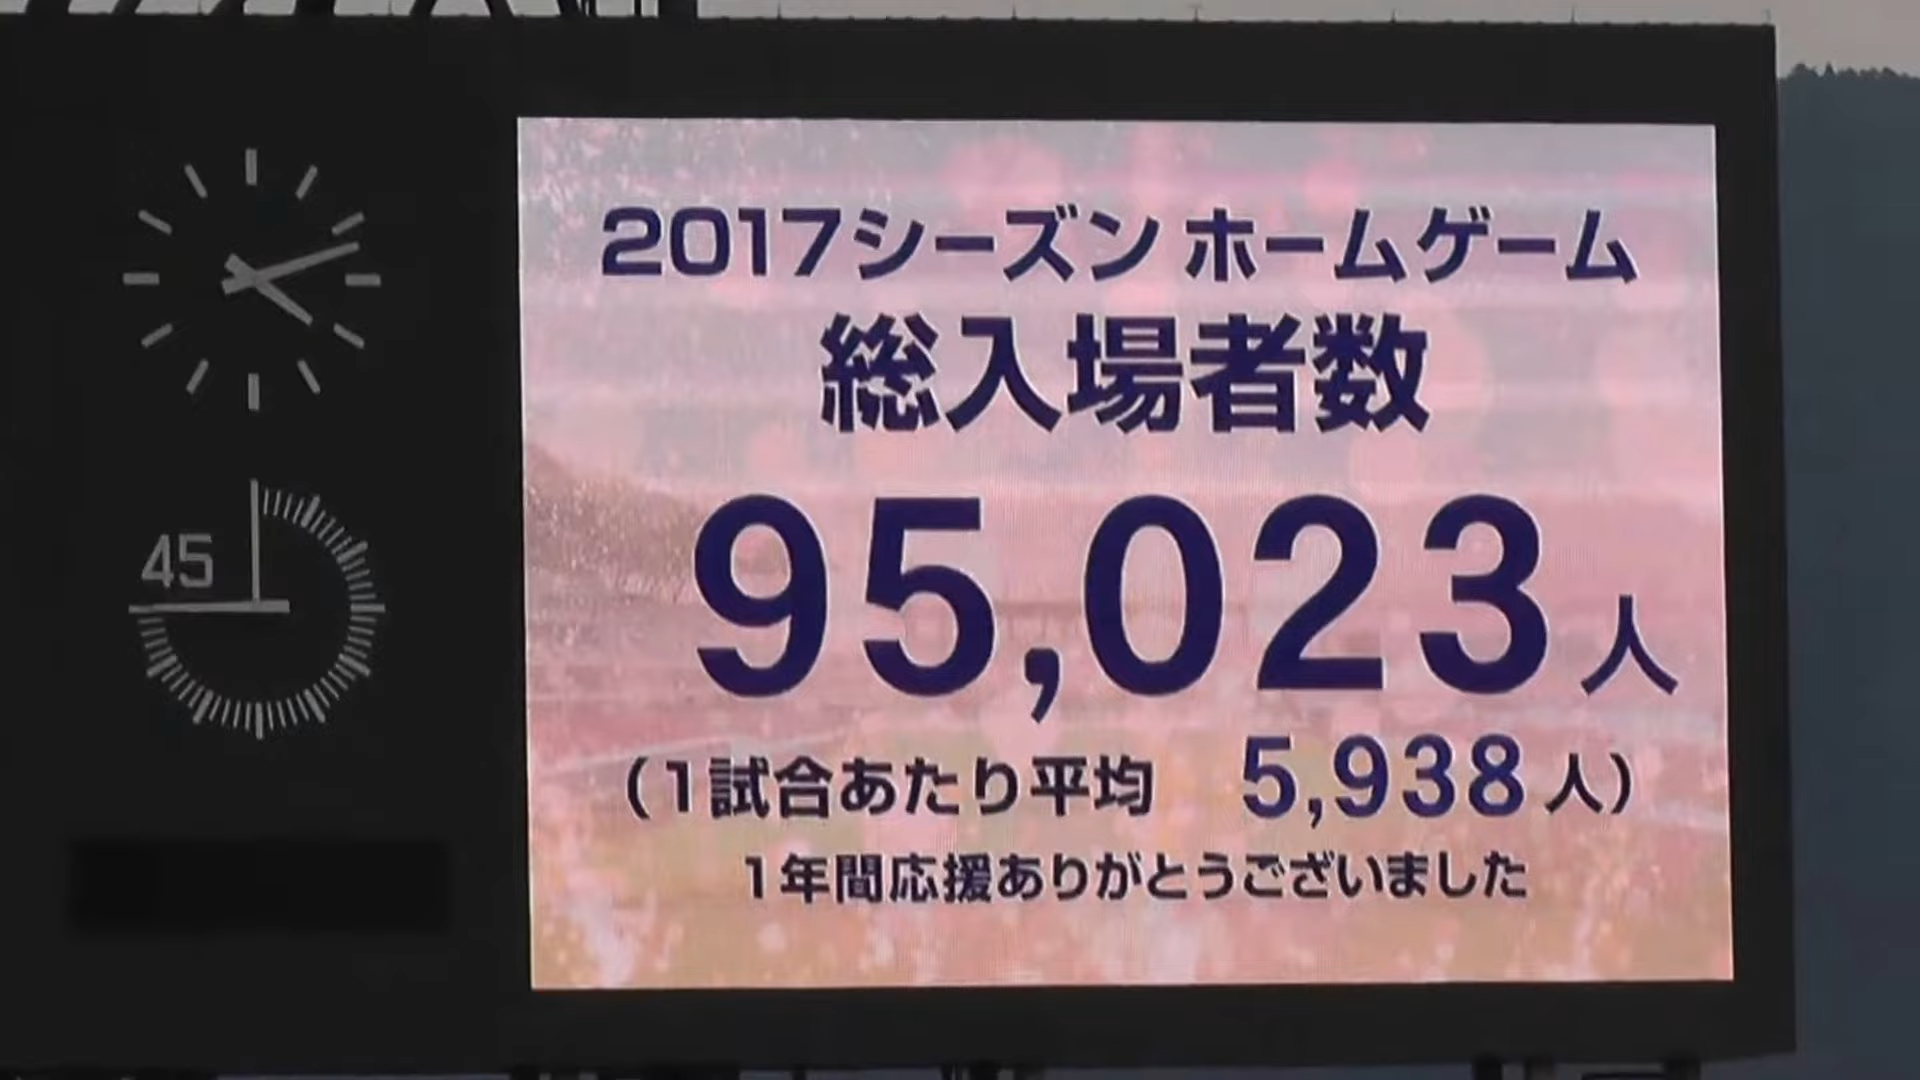 2017シーズン ホームゲーム
総入場者数
95,023人
(1試合あたり平均 5,938人)
1年間応援ありがとうございました
45